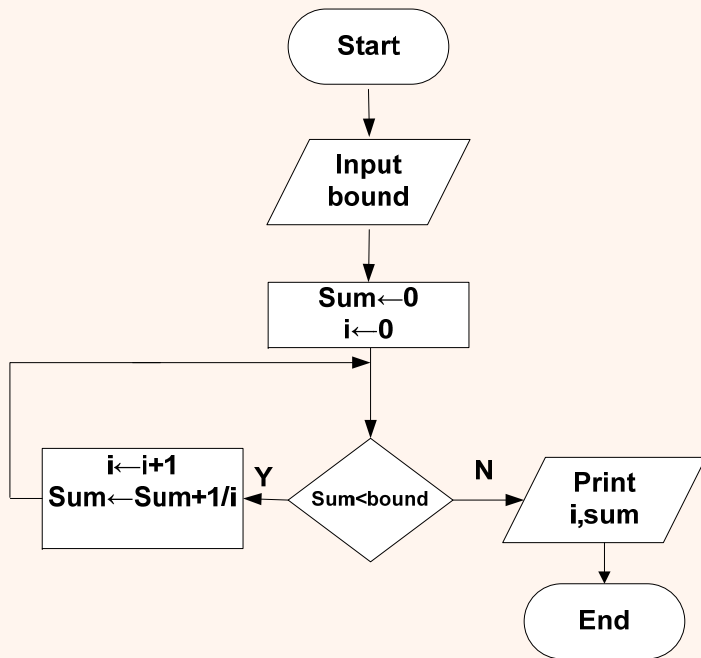 Start
Input
bound
Sum←0
i←0
Sum<bound
Y
i←i+1
Sum←Sum+1/i
N
Print
i,sum
End